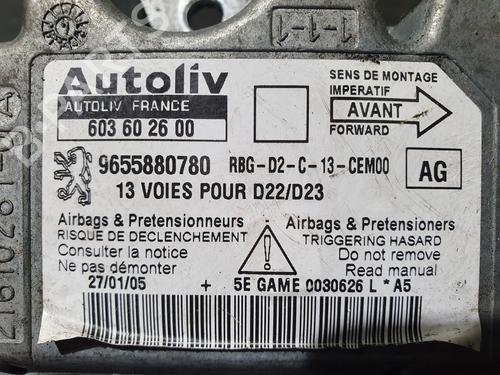 1-1-1
Autoliv
AUTOLIV FRANCE
603 60 26 00
SENS DE MONTAGE
IMPERATIF
AVANT
FORWARD
9655880780 RBG-D2-C-13-CEM00
AG
13 VOIES POUR D22/D23
Airbags & Pretensionneurs
RISQUE DE DECLENCHEMENT
Consulter la notice
Ne pas démonter
Airbags & Pretensioners
TRIGGERING HASARD
Do not remove
Read manual
27/01/05 + 5E GAME 0030626 L * A5